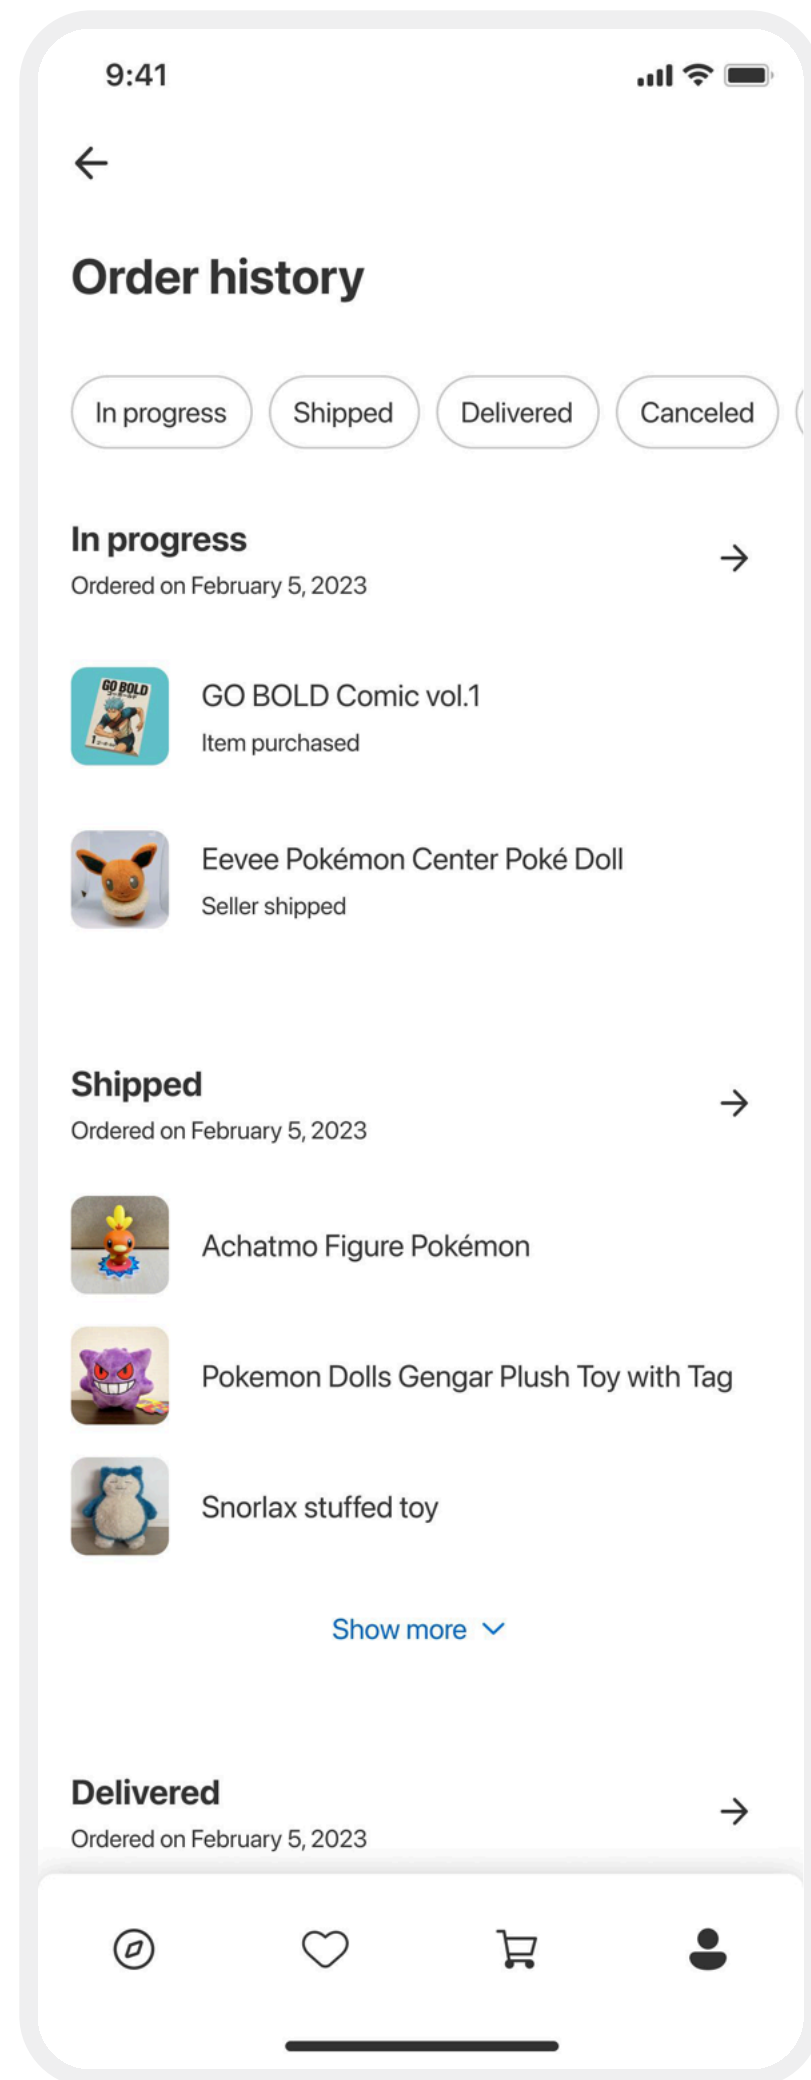 9:41
Order history
In progress
Shipped
Delivered
Canceled
In progress
Ordered on February 5, 2023
GO BOLD
GO BOLD Comic vol.1
Item purchased
Eevee Pokémon Center Poké Doll
Seller shipped
Shipped
Ordered on February 5, 2023
Achatmo Figure Pokémon
Pokemon Dolls Gengar Plush Toy with Tag
Snorlax stuffed toy
Show more
Delivered
Ordered on February 5, 2023